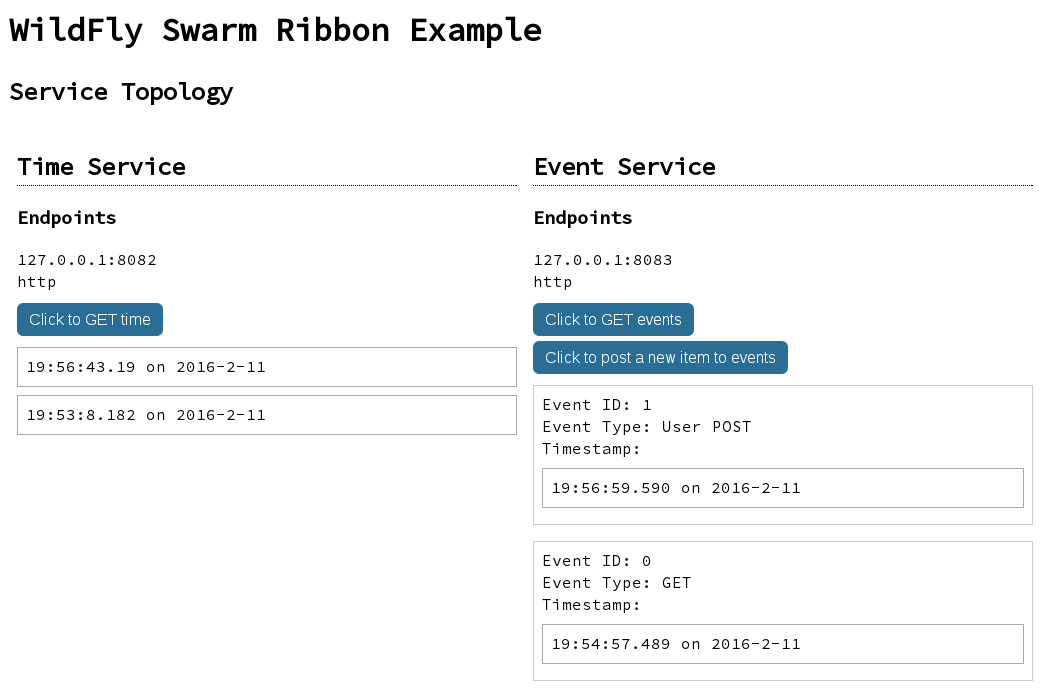 WildFly Swarm Ribbon Example
Service Topology
Time Service
Endpoints
127.0.0.1:8082
http
Click to GET time
19:56:43.19 on 2016-2-11
19:53:8.182 on 2016-2-11
Event Service
Endpoints
127.0.0.1:8083
http
Click to GET events
Click to post a new item to events
Event ID: 1
Event Type: User POST
Timestamp:
19:56:59.590 on 2016-2-11
Event ID: 0
Event Type: GET
Timestamp:
19:54:57.489 on 2016-2-11